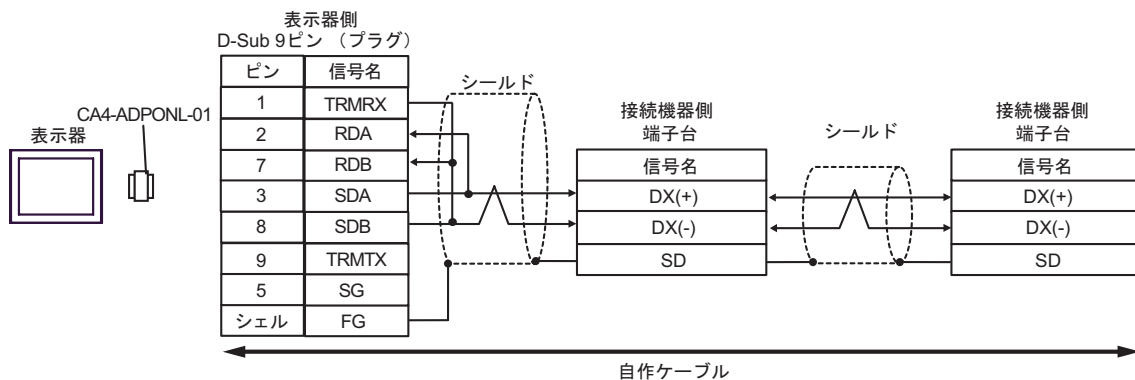 表示器側
D-Sub 9ピン （プラグ）
ピン 信号名
1 TRMRX
2 RDA
7 RDB
3 SDA
8 SDB
9 TRMTX
5 SG
シェル FG
CA4-ADPONL-01
表示器
シールド
接続機器側
端子台
信号名
DX(+)
DX(-)
SD
シールド
接続機器側
端子台
信号名
DX(+)
DX(-)
SD
自作ケーブル